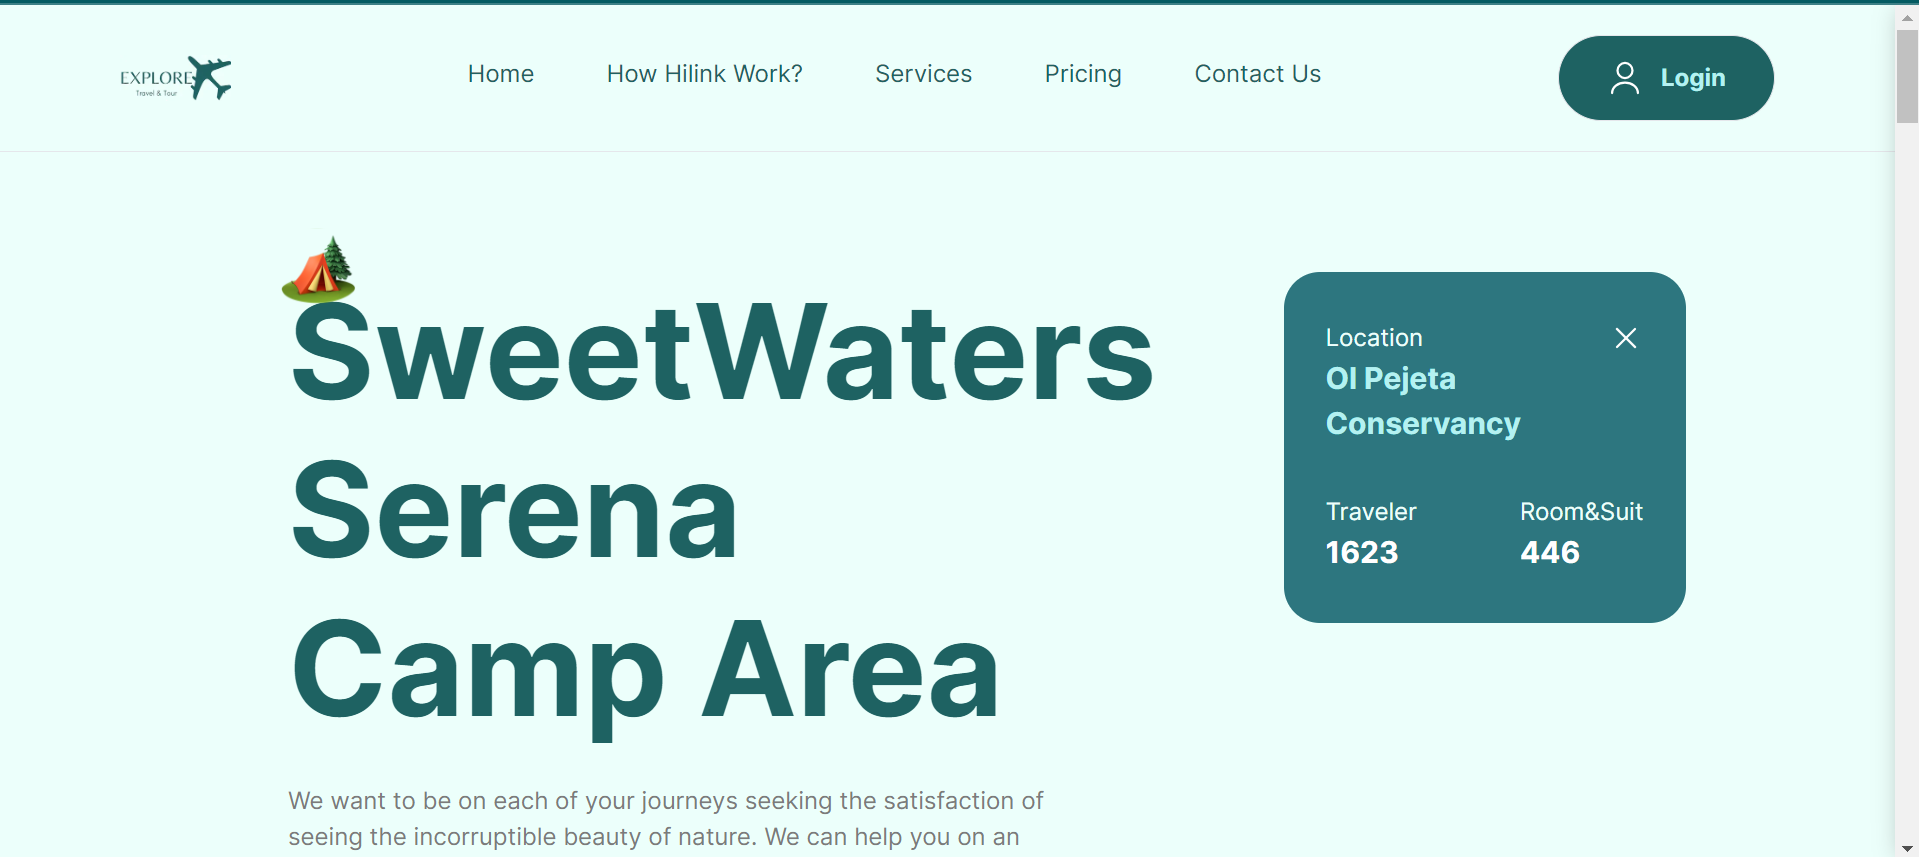 EXPLORE
Travel & Tour
Home
How Hilink Work?
Services
Pricing
Contact Us
Login
SweetWaters
Serena
Camp Area
We want to be on each of your journeys seeking the satisfaction of
seeing the incorruptible beauty of nature. We can help you on an
Location
Ol Pejeta
Conservancy
Traveler
Room&Suit
1623
446